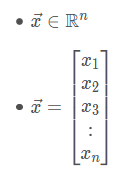 • x⃗ ∈ ℝⁿ
• x⃗ = [x₁
x₂
x₃
:
xₙ]